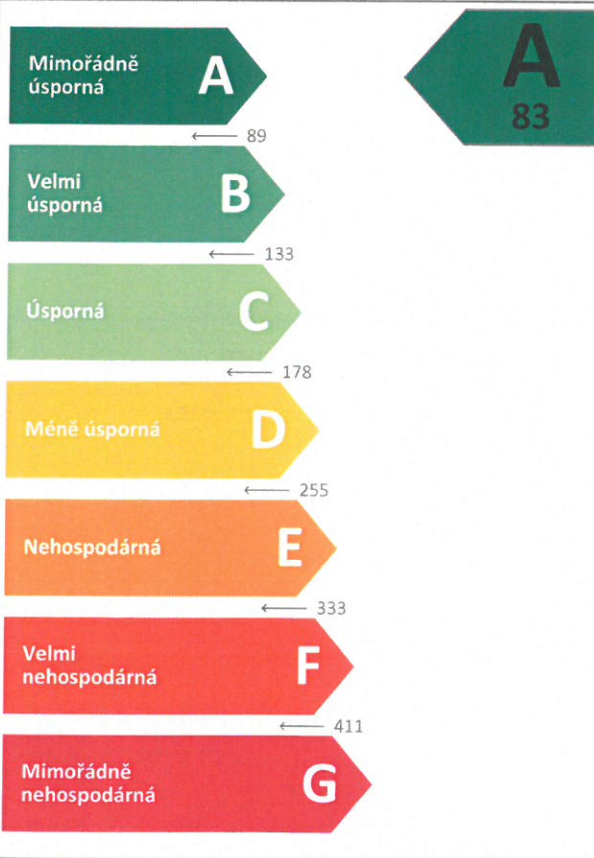 Mimořádně
úsporná
A
A
83
← 89
Velmi
úsporná
B
← 133
Úsporná
C
← 178
Méně úsporná
D
← 255
Nehospodárná
E
← 333
Velmi
nehospodárná
F
← 411
Mimořádně
nehospodárná
G